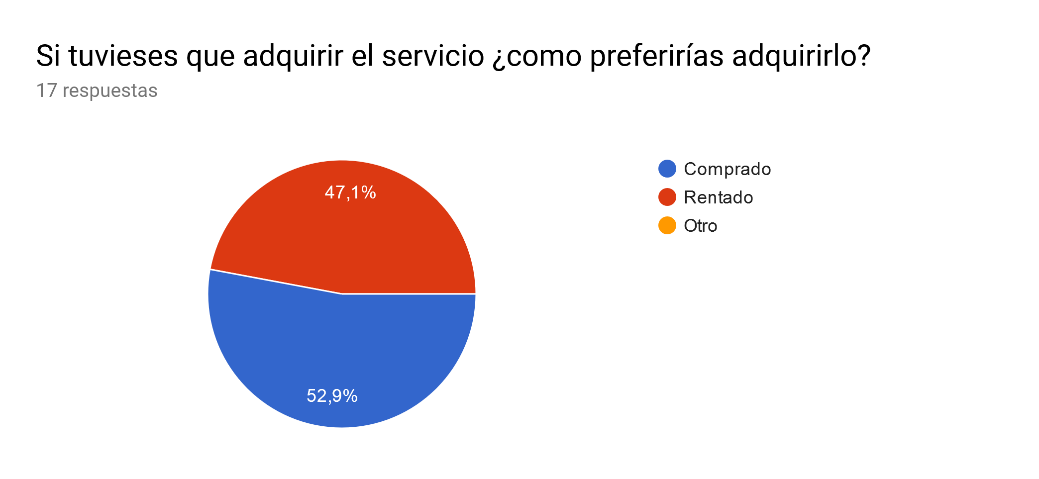 Si tuvieses que adquirir el servicio ¿como preferirías adquirirlo?
17 respuestas
47,1%
52,9%
Comprado
Rentado
Otro